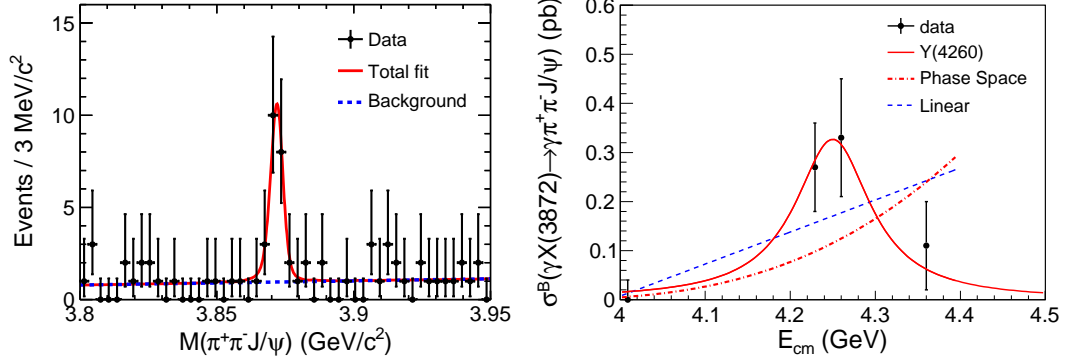 Events / 3 MeV/c²
15
10
5
0
3.8
3.85
3.9
3.95
M(π⁺π⁻J/ψ) (GeV/c²)
Data
Total fit
Background
σᴮ(γX(3872)→γπ⁺π⁻J/ψ) (pb)
0.6
0.5
0.4
0.3
0.2
0.1
0
4
4.1
4.2
4.3
4.4
4.5
E_cm (GeV)
data
Y(4260)
Phase Space
Linear